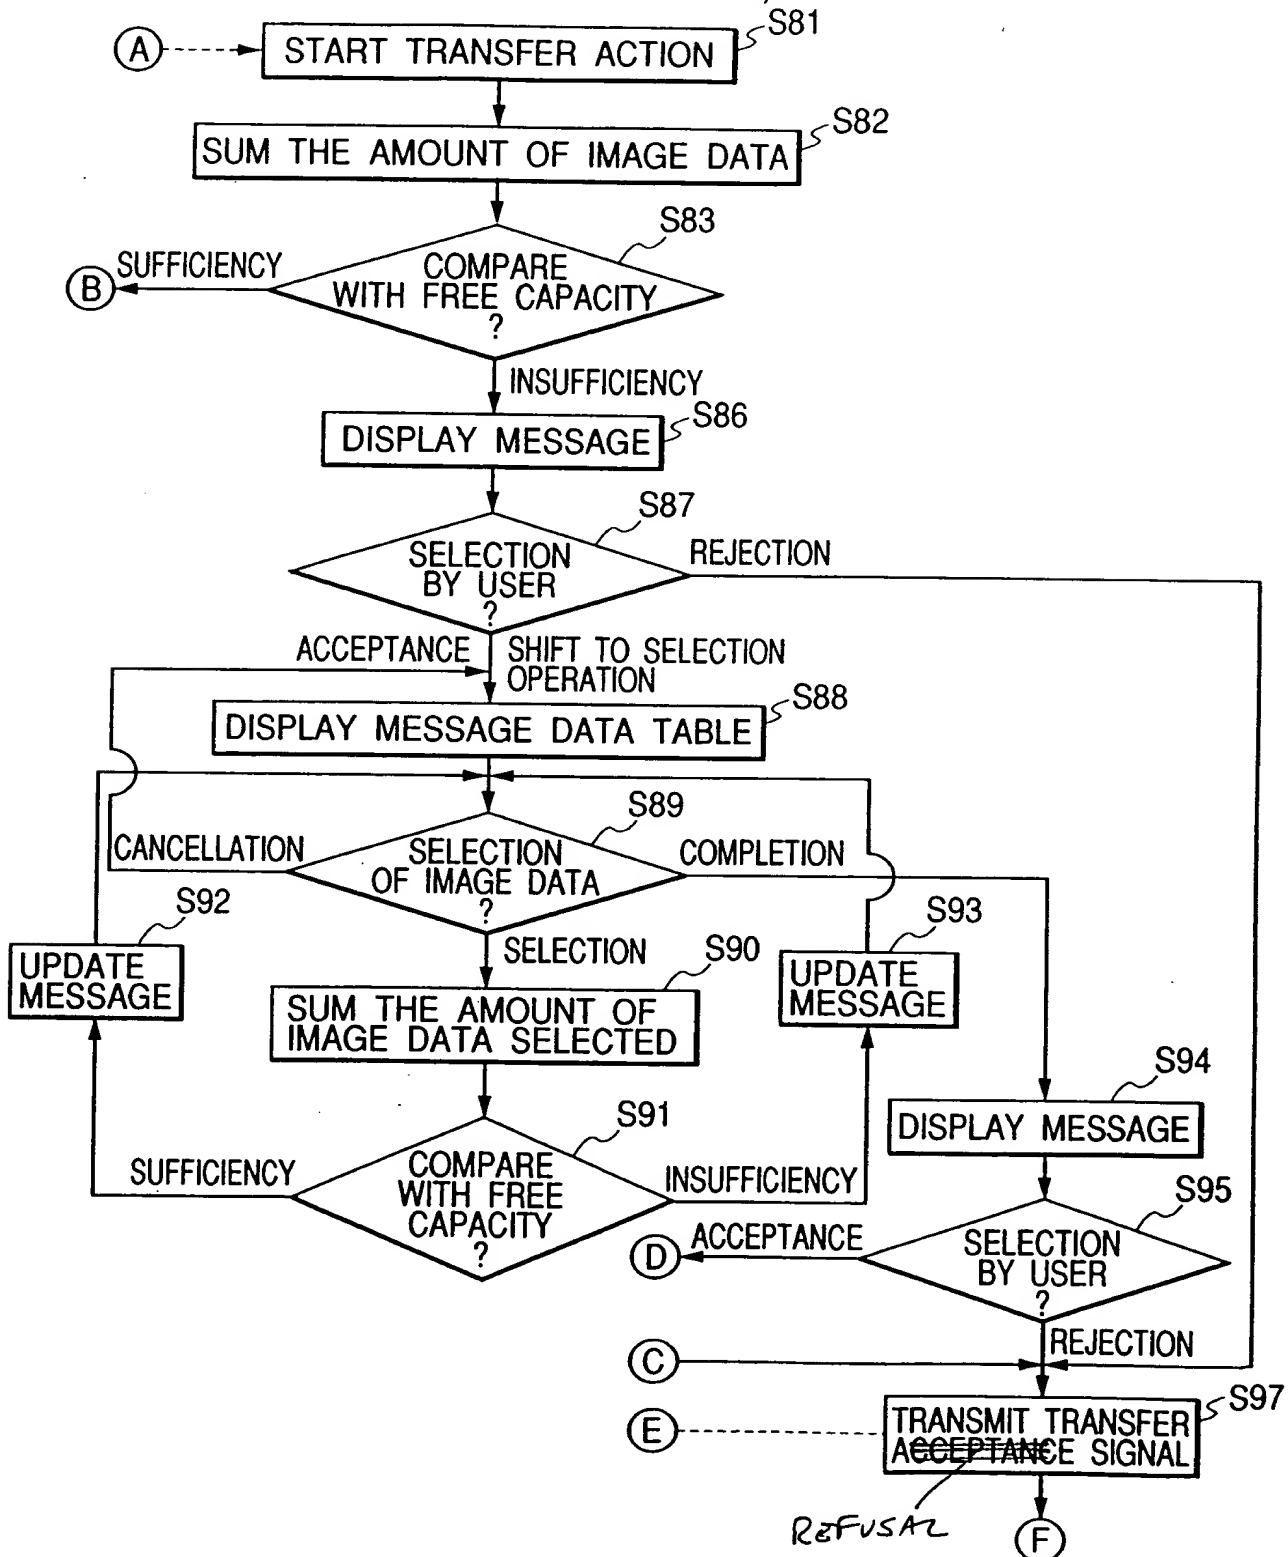 S81
A
START TRANSFER ACTION
S82
SUM THE AMOUNT OF IMAGE DATA
S83
SUFFICIENCY
B
COMPARE
WITH FREE CAPACITY
?
INSUFFICIENCY
S86
DISPLAY MESSAGE
S87
SELECTION
BY USER
?
REJECTION
ACCEPTANCE
SHIFT TO SELECTION
OPERATION
S88
DISPLAY MESSAGE DATA TABLE
S89
CANCELLATION
SELECTION
OF IMAGE DATA
?
COMPLETION
S92
UPDATE
MESSAGE
SELECTION
S90
SUM THE AMOUNT OF
IMAGE DATA SELECTED
S93
UPDATE
MESSAGE
S94
DISPLAY MESSAGE
S91
SUFFICIENCY
COMPARE
WITH FREE
CAPACITY
?
INSUFFICIENCY
S95
D
ACCEPTANCE
SELECTION
BY USER
?
REJECTION
C
S97
E
TRANSMIT TRANSFER
ACCEPTANCE SIGNAL
REFUSAL
F